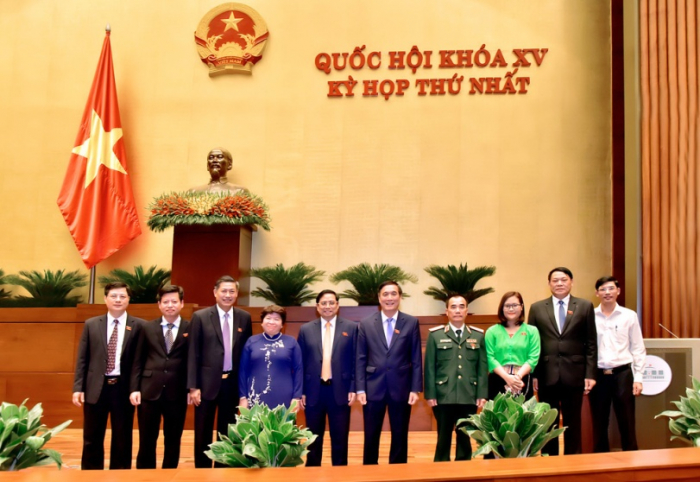 QUỐC HỘI KHÓA XV
KỲ HỌP THỨ NHẤT